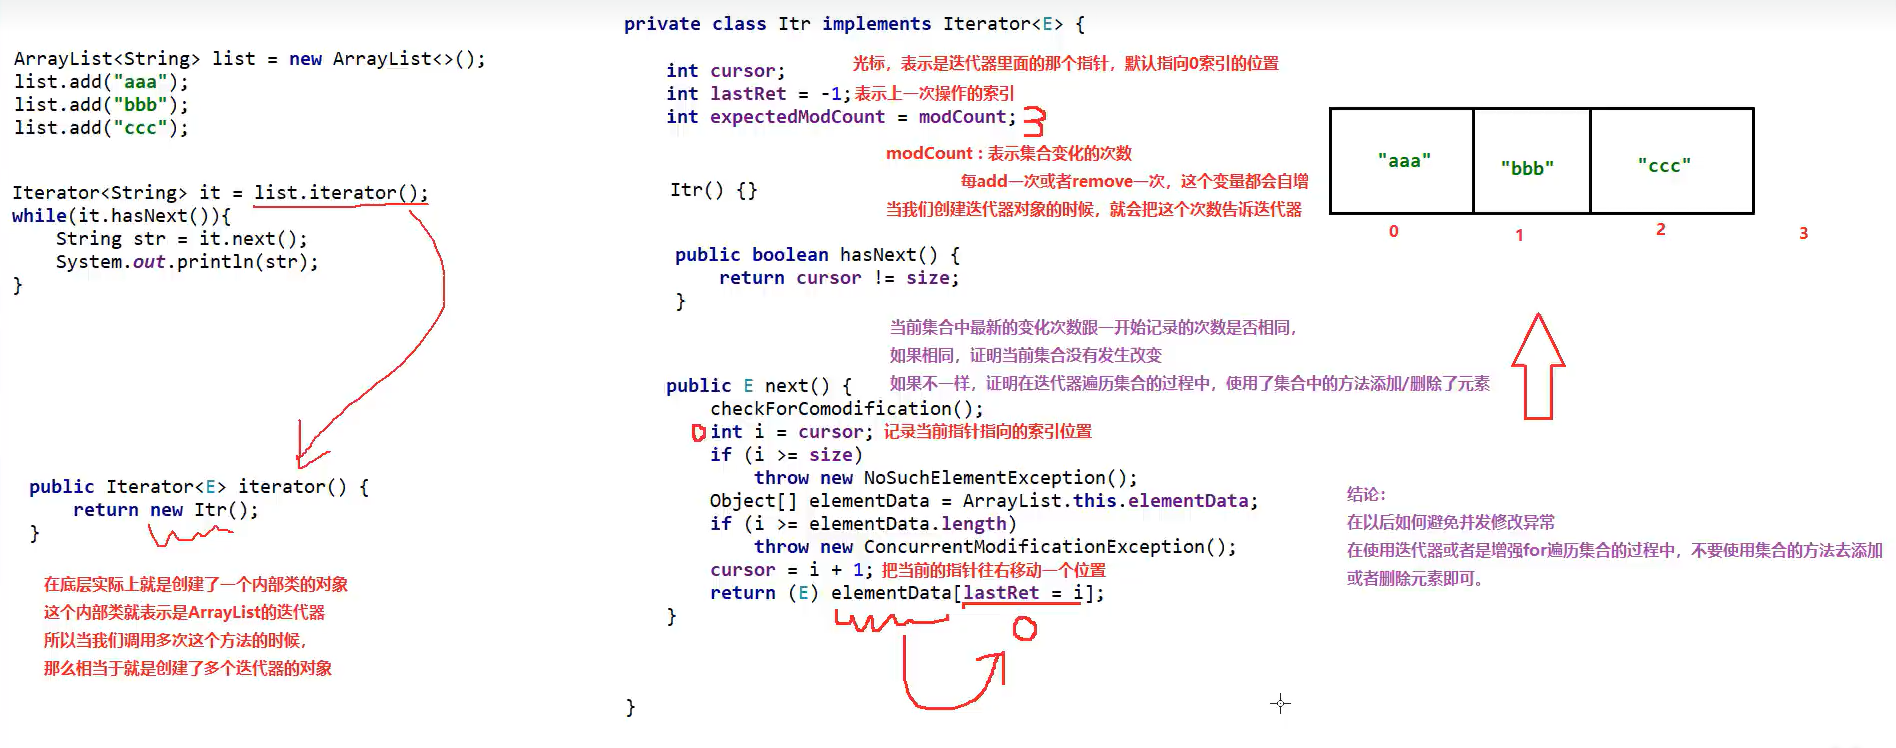 ArrayList<String> list = new ArrayList<>();
list.add("aaa");
list.add("bbb");
list.add("ccc");
Iterator<String> it = list.iterator();
while(it.hasNext()){
    String str = it.next();
    System.out.println(str);
}
public Iterator<E> iterator() {
    return new Itr();
}
在底层实际上就是创建了一个内部类的对象
这个内部类就表示是ArrayList的迭代器
所以当我们调用多次这个方法的时候，
那么相当于就是创建了多个迭代器的对象
private class Itr implements Iterator<E> {
int cursor; 光标，表示是迭代器里面的那个指针，默认指向0索引的位置
int lastRet = -1; 表示上一次操作的索引
int expectedModCount = modCount; 3
modCount：表示集合变化的次数
每add一次或者remove一次，这个变量都会自增
Itr() {}
当我们创建迭代器对象的时候，就会把这个次数告诉迭代器
public boolean hasNext() {
    return cursor != size;
}
当前集合中最新的变化次数跟一开始记录的次数是否相同，
如果相同，证明当前集合没有发生改变
如果不一样，证明在迭代器遍历集合的过程中，使用了集合中的方法添加/删除了元素
public E next() {
    checkForComodification();
0 int i = cursor; 记录当前指针指向的索引位置
    if (i >= size)
        throw new NoSuchElementException();
    Object[] elementData = ArrayList.this.elementData;
    if (i >= elementData.length)
        throw new ConcurrentModificationException();
    cursor = i + 1; 把当前的指针往右移动一个位置
    return (E) elementData[lastRet = i];
}
0
}
"aaa" "bbb" "ccc"
0 1 2 3
结论：
在以后如何避免并发修改异常
在使用迭代器或者是增强for遍历集合的过程中，不要使用集合的方法去添加
或者删除元素即可。